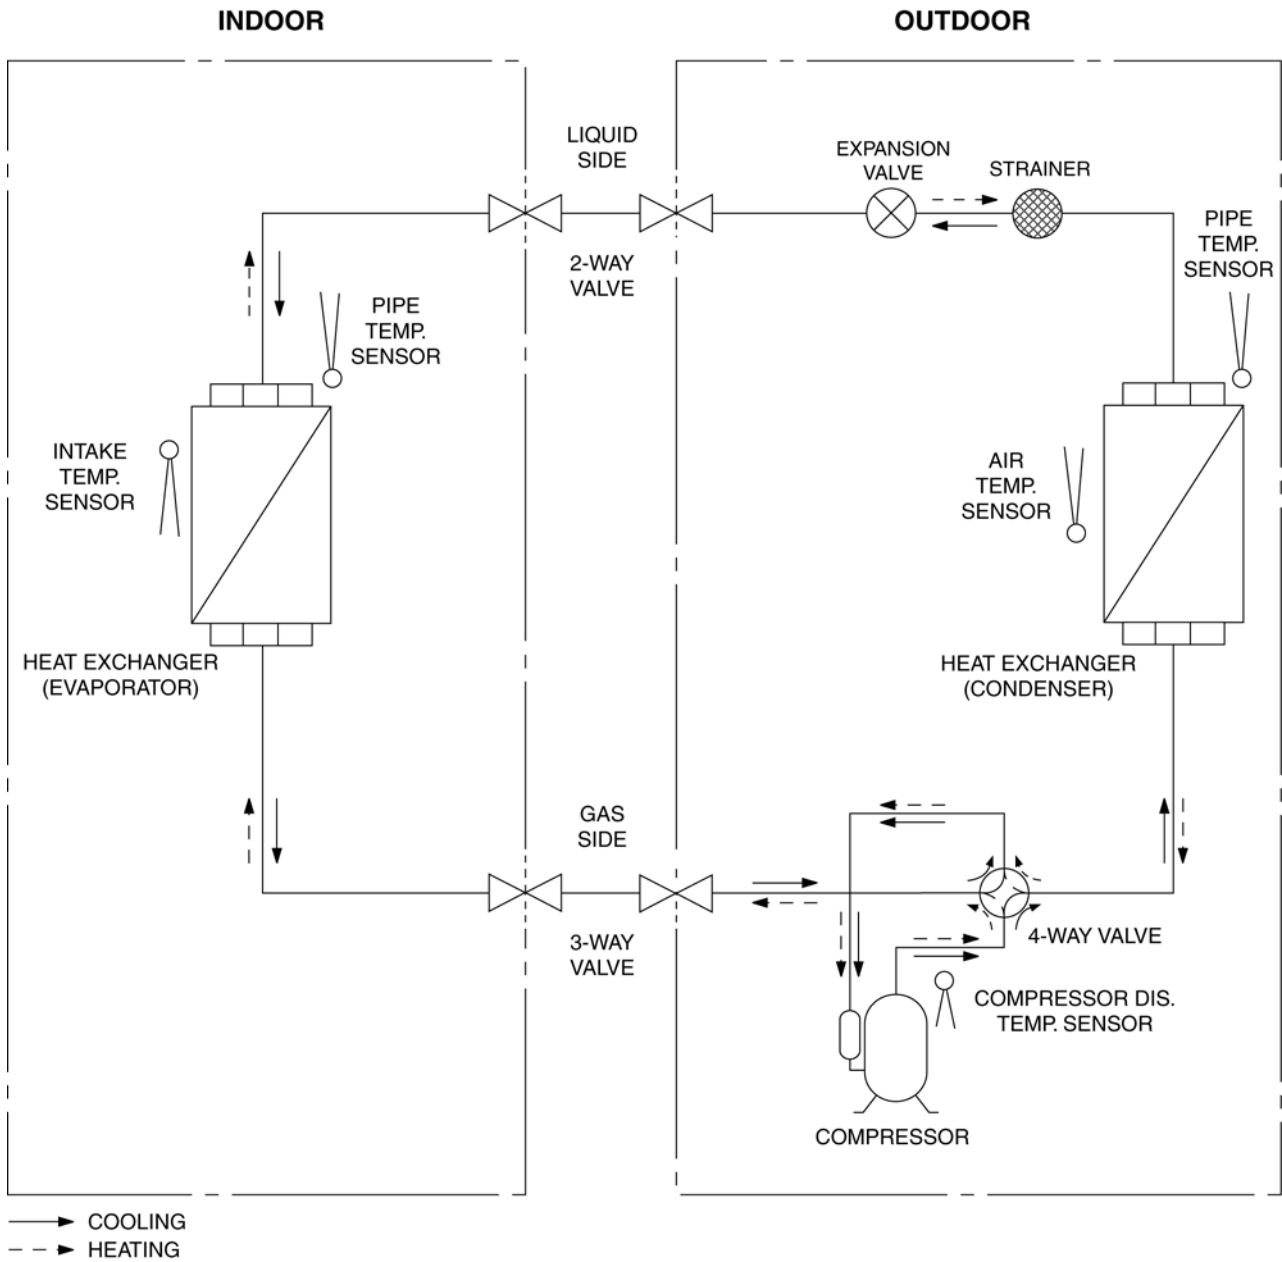 INDOOR
OUTDOOR
LIQUID
SIDE
EXPANSION
VALVE
STRAINER
PIPE
TEMP.
SENSOR
2-WAY
VALVE
PIPE
TEMP.
SENSOR
INTAKE
TEMP.
SENSOR
AIR
TEMP.
SENSOR
HEAT EXCHANGER
(EVAPORATOR)
HEAT EXCHANGER
(CONDENSER)
GAS
SIDE
3-WAY
VALVE
4-WAY VALVE
COMPRESSOR DIS.
TEMP. SENSOR
COMPRESSOR
COOLING
HEATING